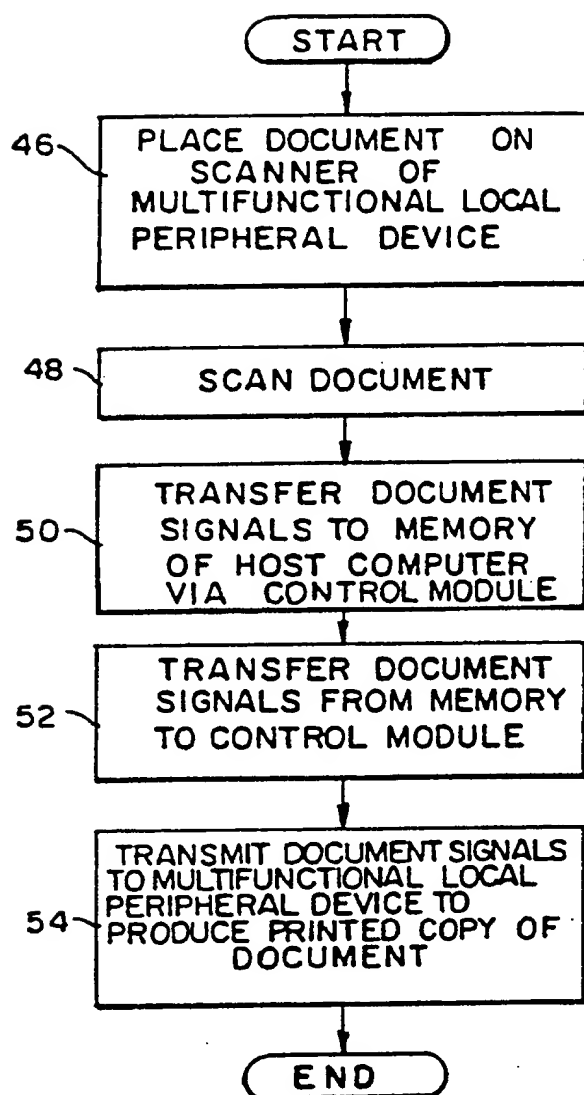 START
46
PLACE DOCUMENT ON
SCANNER OF
MULTIFUNCTIONAL LOCAL
PERIPHERAL DEVICE
48
SCAN DOCUMENT
50
TRANSFER DOCUMENT
SIGNALS TO MEMORY
OF HOST COMPUTER
VIA CONTROL MODULE
52
TRANSFER DOCUMENT
SIGNALS FROM MEMORY
TO CONTROL MODULE
54
TRANSMIT DOCUMENT SIGNALS
TO MULTIFUNCTIONAL LOCAL
PERIPHERAL DEVICE TO
PRODUCE PRINTED COPY OF
DOCUMENT
END